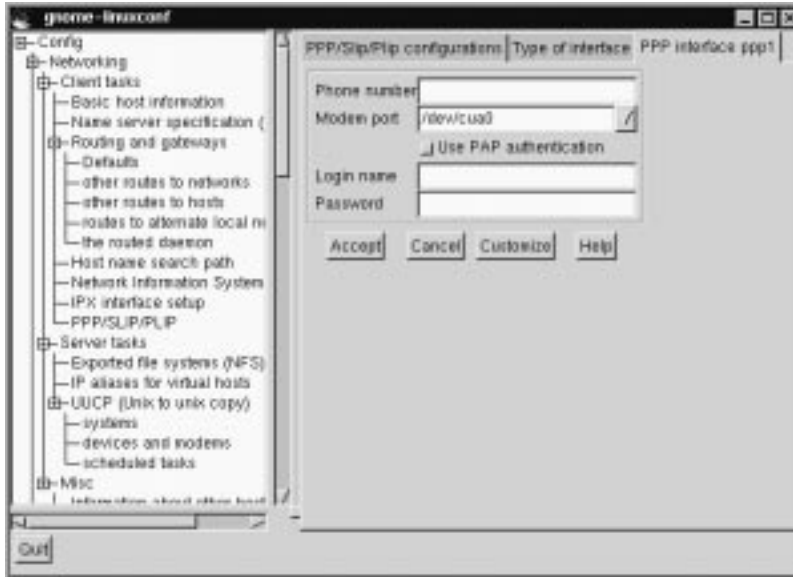 gnome-linuxconf
Config
Networking
Client tasks
Basic host information
Name server specification (
Routing and gateways
Defaults
other routes to networks
other routes to hosts
routes to alternate local n
the routed daemon
Host name search path
Network Information System
IPX interface setup
PPP/SLIP/PLIP
Server tasks
Exported file systems (NFS)
IP aliases for virtual hosts
UUCP (Unix to unix copy)
systems
devices and modems
scheduled tasks
Misc
Information about other host
PPP/Slip/Plip configurations
Type of interface
PPP interface ppp1
Phone number
Modem port /dev/cua0
Use PAP authentication
Login name
Password
Accept
Cancel
Customize
Help
Quit